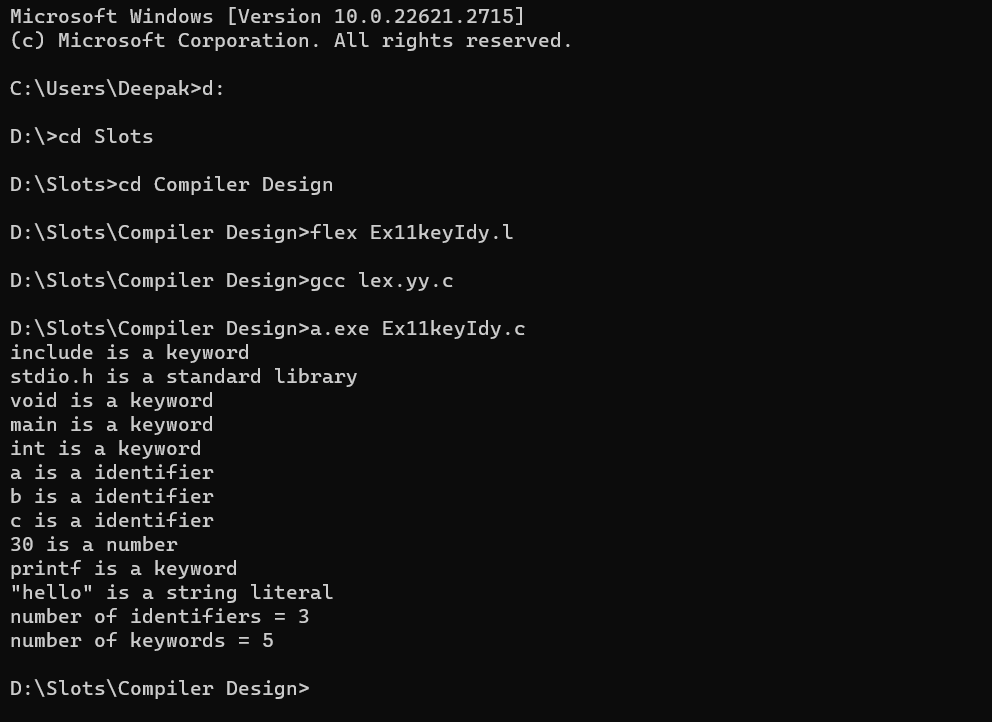 Microsoft Windows [Version 10.0.22621.2715]
(c) Microsoft Corporation. All rights reserved.
C:\Users\Deepak>d:
D:\>cd Slots
D:\Slots>cd Compiler Design
D:\Slots\Compiler Design>flex Ex11keyIdy.l
D:\Slots\Compiler Design>gcc lex.yy.c
D:\Slots\Compiler Design>a.exe Ex11keyIdy.c
include is a keyword
stdio.h is a standard library
void is a keyword
main is a keyword
int is a keyword
a is a identifier
b is a identifier
c is a identifier
30 is a number
printf is a keyword
"hello" is a string literal
number of identifiers = 3
number of keywords = 5
D:\Slots\Compiler Design>